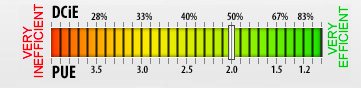 DCiE
28% 33% 40% 50% 67% 83%
VERY INEFFICIENT
VERY EFFICIENT
PUE 3.5 3.0 2.5 2.0 1.5 1.2